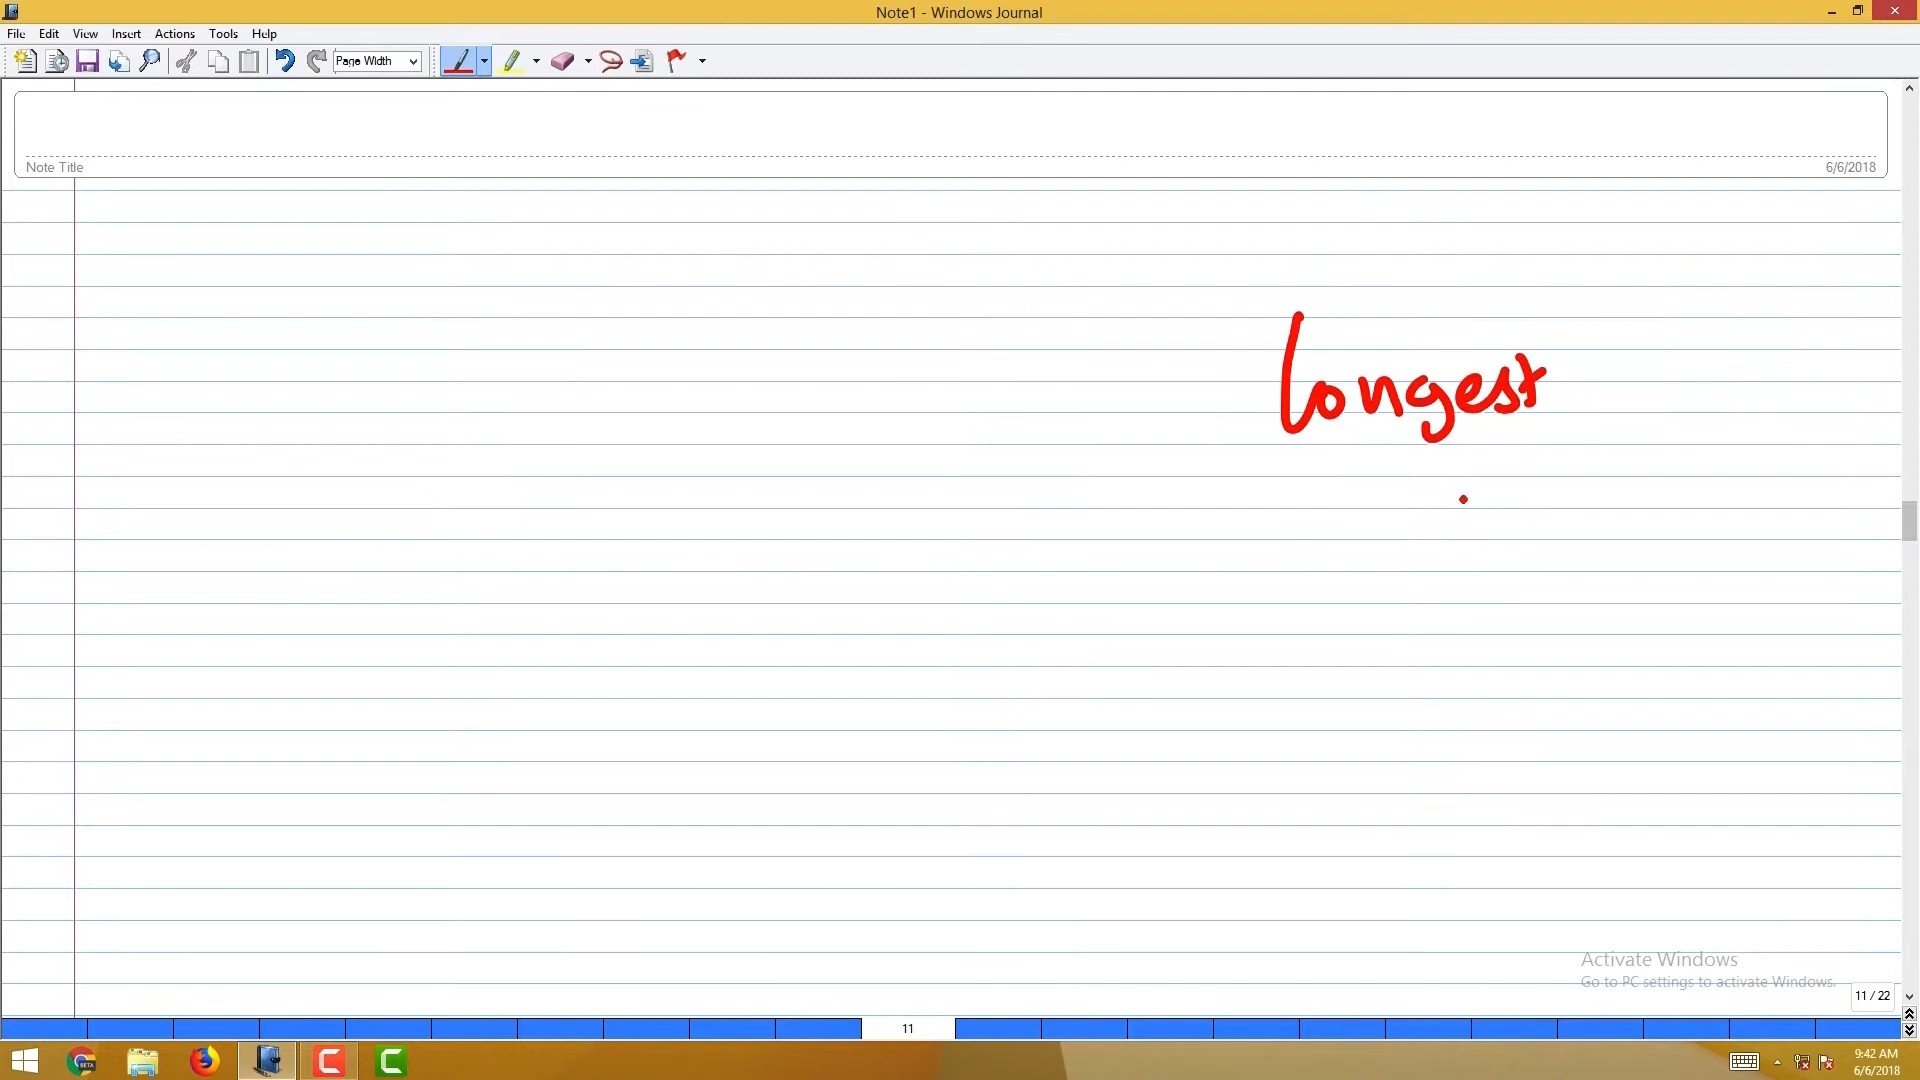 Note1 - Windows Journal
File Edit View Insert Actions Tools Help
Page Width
Note Title
6/6/2018
Longest
Activate Windows
Go to PC settings to activate Windows.
11 / 22
11
BETA
9:42 AM
6/6/2018